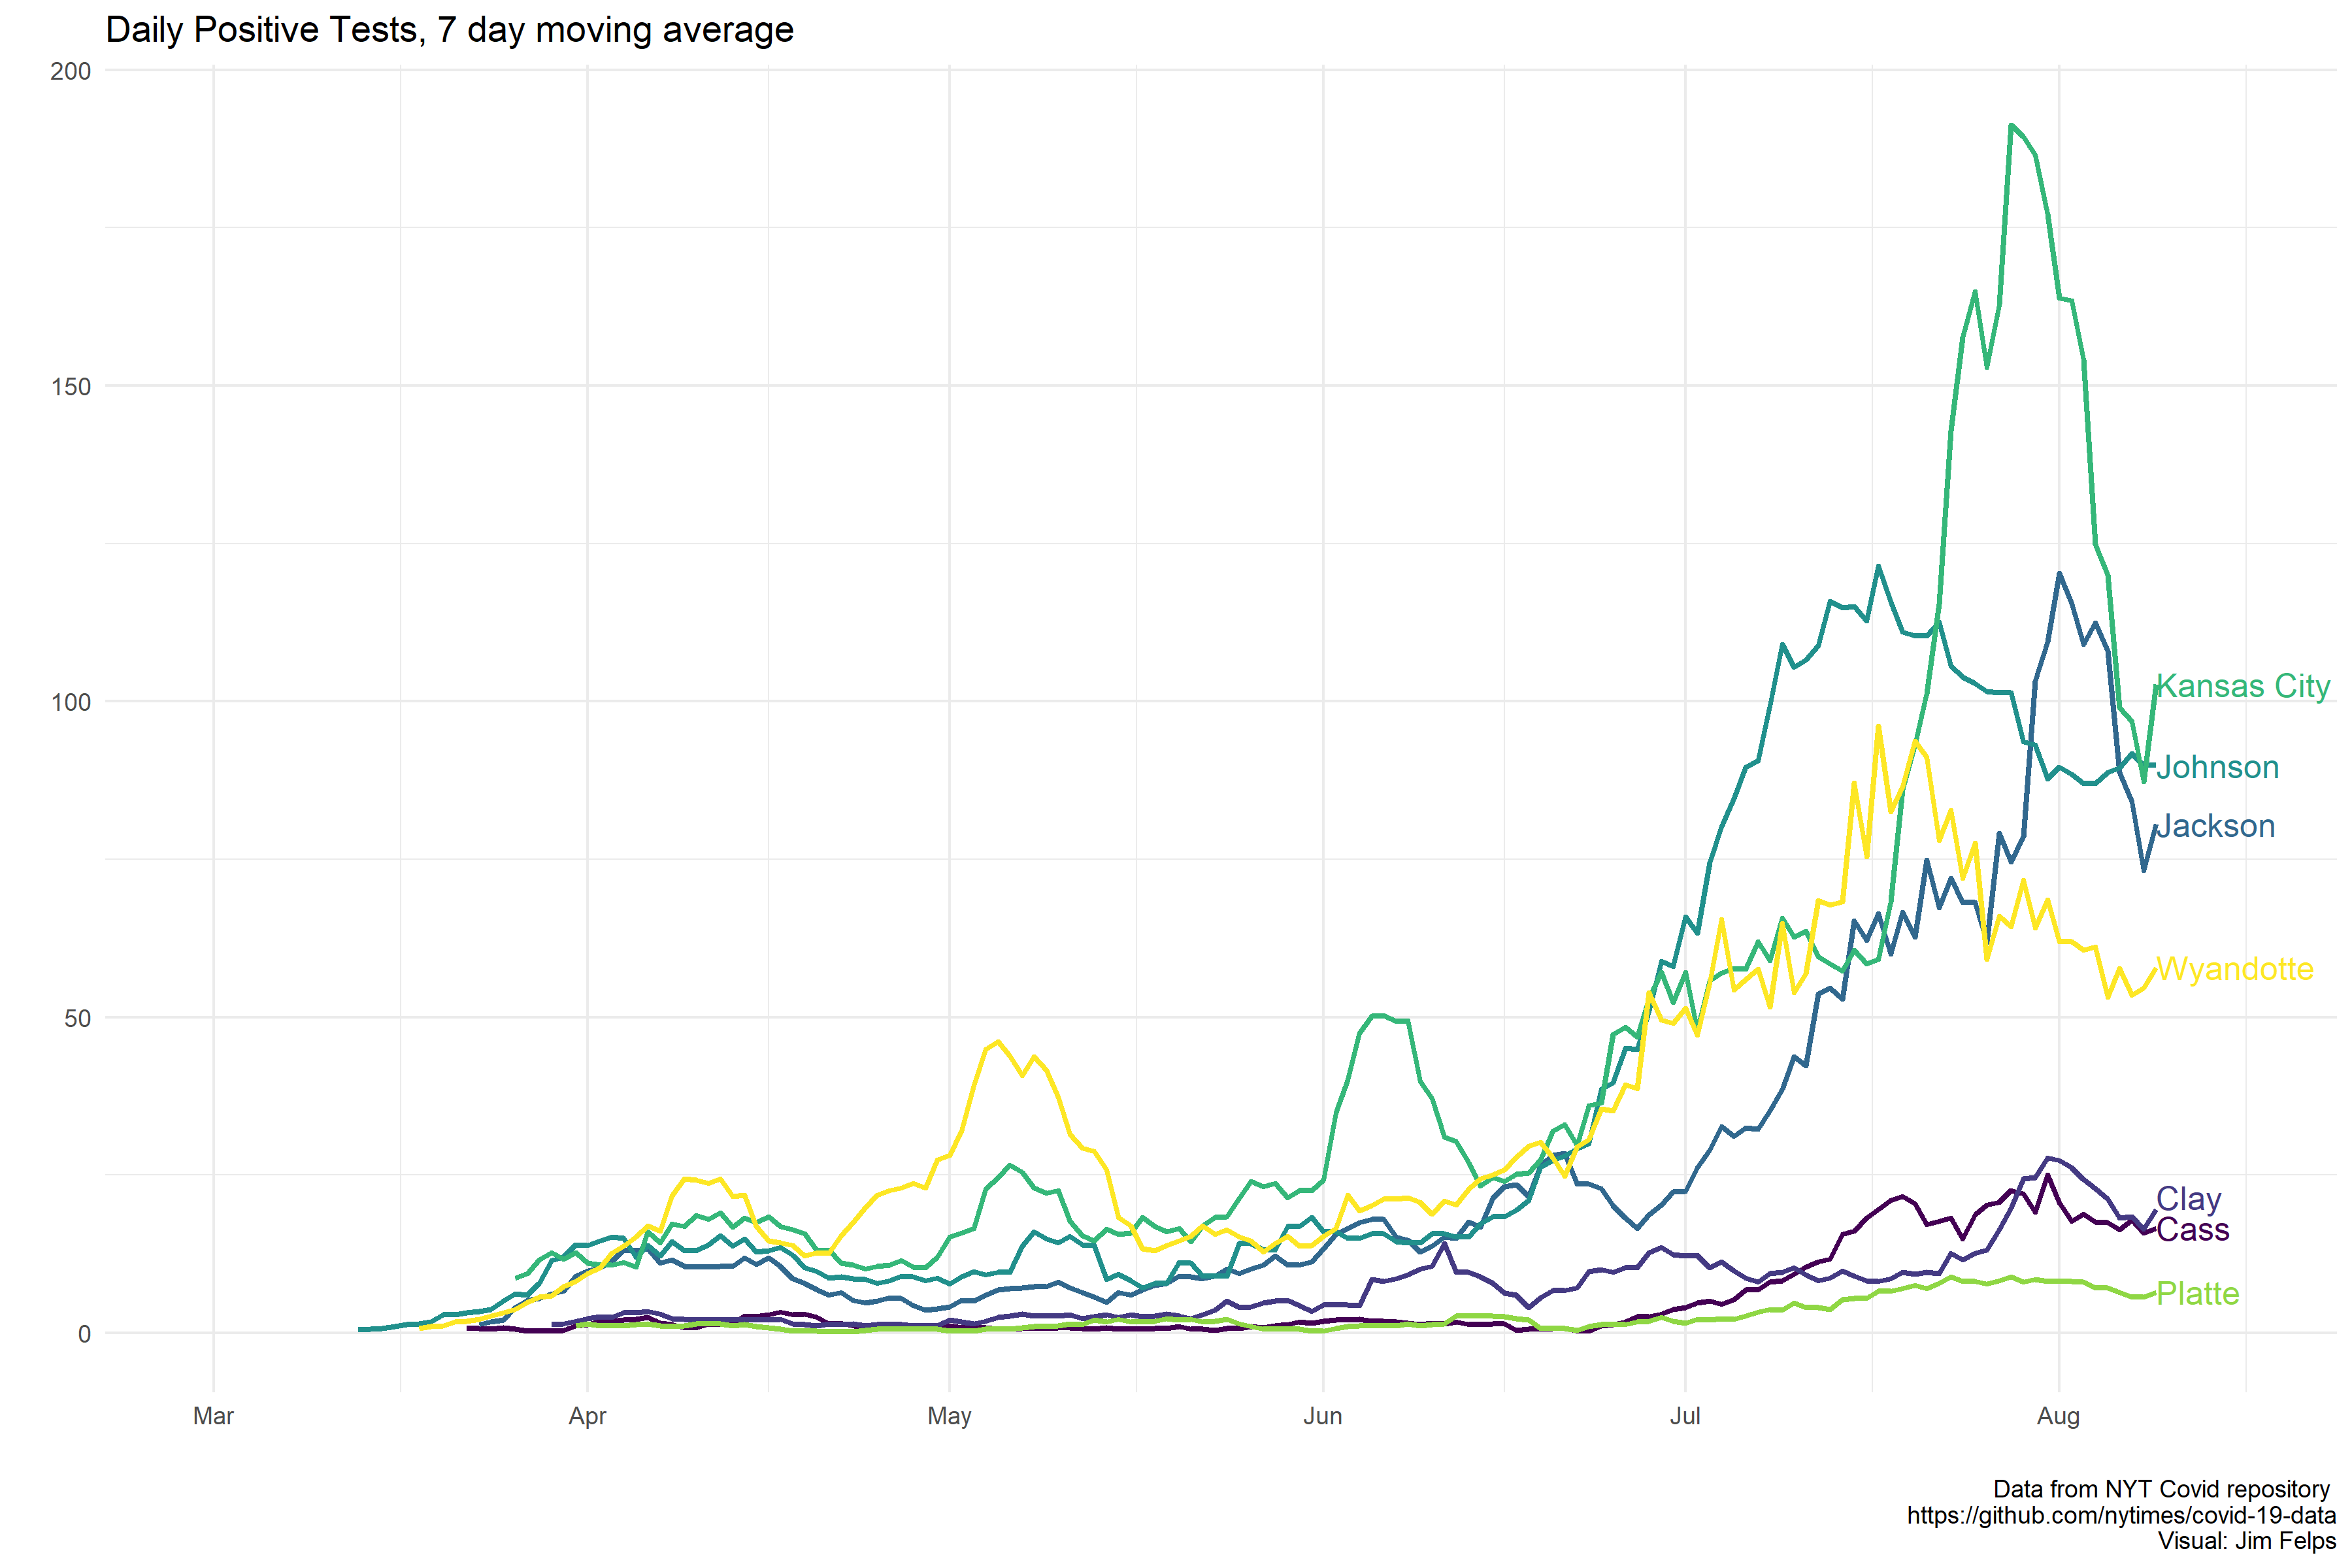 Daily Positive Tests, 7 day moving average
200
150
100
50
0
Kansas City
Johnson
Jackson
Wyandotte
Clay
Cass
Platte
Mar Apr May Jun Jul Aug
Data from NYT Covid repository
https://github.com/nytimes/covid-19-data
Visual: Jim Felps